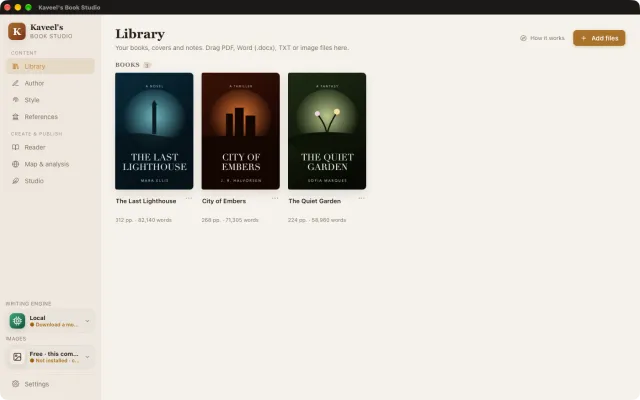 Kaveel's Book Studio
K
Kaveel's
BOOK STUDIO
CONTENT
Library
Author
Style
References
CREATE & PUBLISH
Reader
Map & analysis
Studio
WRITING ENGINE
Local
Download a mo...
IMAGES
Free · this com...
Not installed · c...
Settings
Library
Your books, covers and notes. Drag PDF, Word (.docx), TXT or image files here.
How it works
+ Add files
BOOKS 3
A NOVEL
THE LAST
LIGHTHOUSE
MARA ELLIS
A THRILLER
CITY OF
EMBERS
J. R. HALVORSEN
A FANTASY
THE QUIET
GARDEN
SOFIA MARQUES
The Last Lighthouse ...
312 pp. · 82,140 words
City of Embers ...
268 pp. · 71,305 words
The Quiet Garden ...
224 pp. · 58,960 words